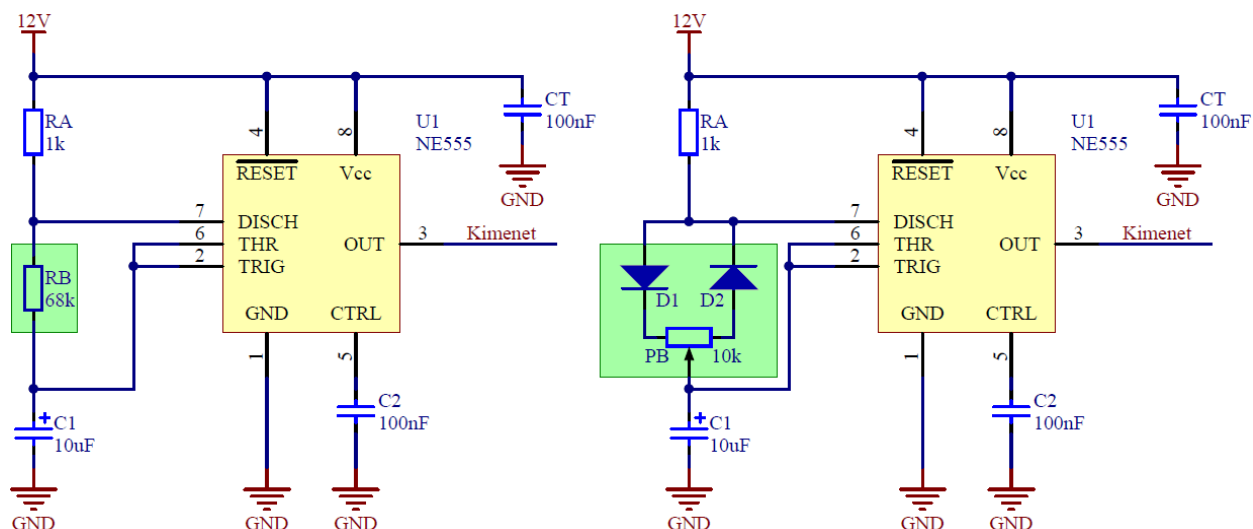 12V
RA
1k
4
8
U1
NE555
CT
100nF
GND
RESET
Vcc
7
DISCH
6
THR
OUT
3
Kimenet
2
TRIG
RB
68k
GND
CTRL
1
5
C1
10uF
C2
100nF
GND
GND
GND
12V
RA
1k
4
8
U1
NE555
CT
100nF
GND
RESET
Vcc
7
DISCH
6
THR
OUT
3
Kimenet
2
TRIG
D1
D2
PB
10k
GND
CTRL
1
5
C1
10uF
C2
100nF
GND
GND
GND